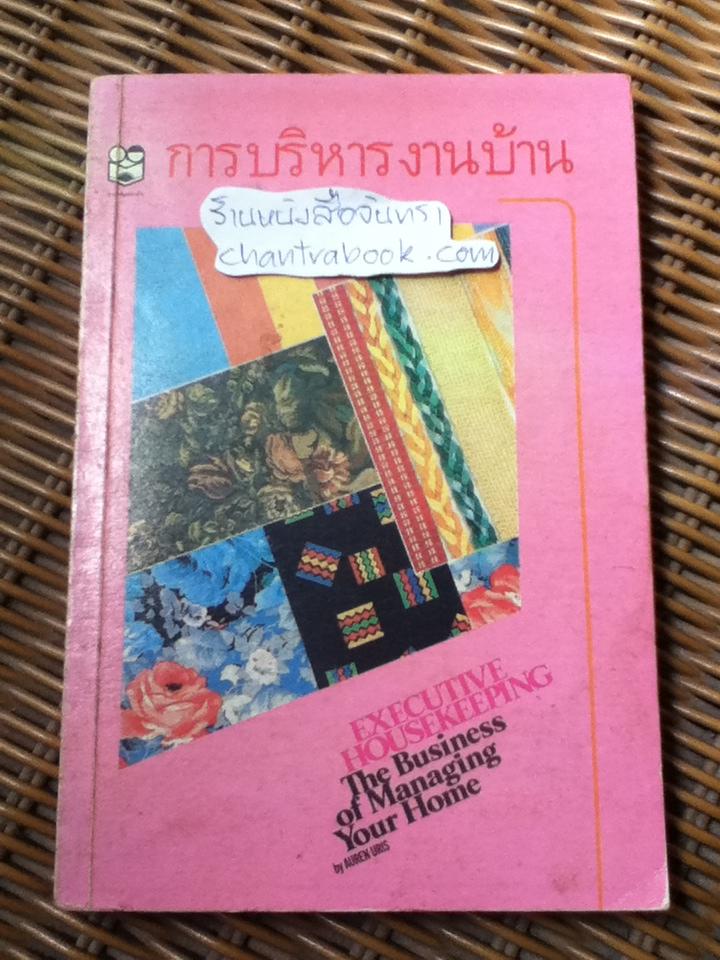 การบริหารงานบ้าน
ร้านหนังสือจันทรา
chantrabook.com
EXECUTIVE
HOUSEKEEPING
The Business
of Managing
Your Home
by AUREN URIS